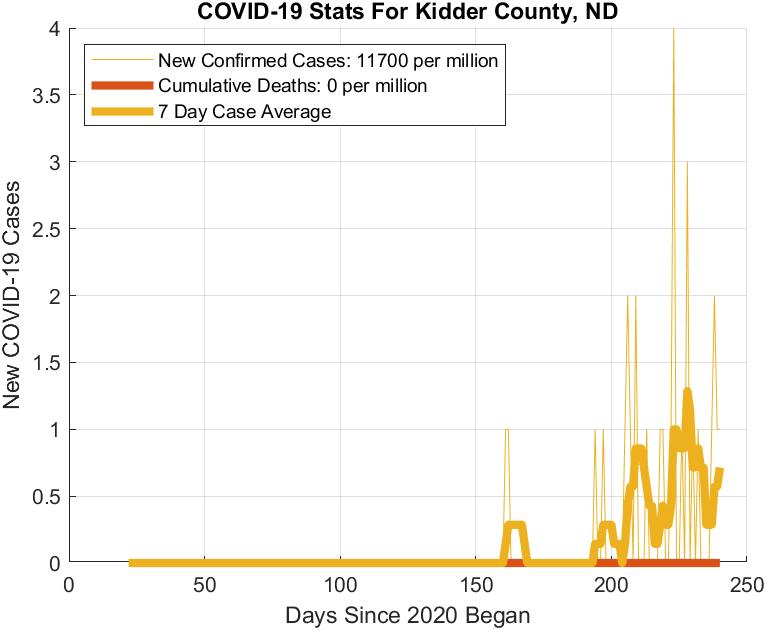 COVID-19 Stats For Kidder County, ND
New Confirmed Cases: 11700 per million
Cumulative Deaths: 0 per million
7 Day Case Average
New COVID-19 Cases
4
3.5
3
2.5
2
1.5
1
0.5
0
0 50 100 150 200 250
Days Since 2020 Began